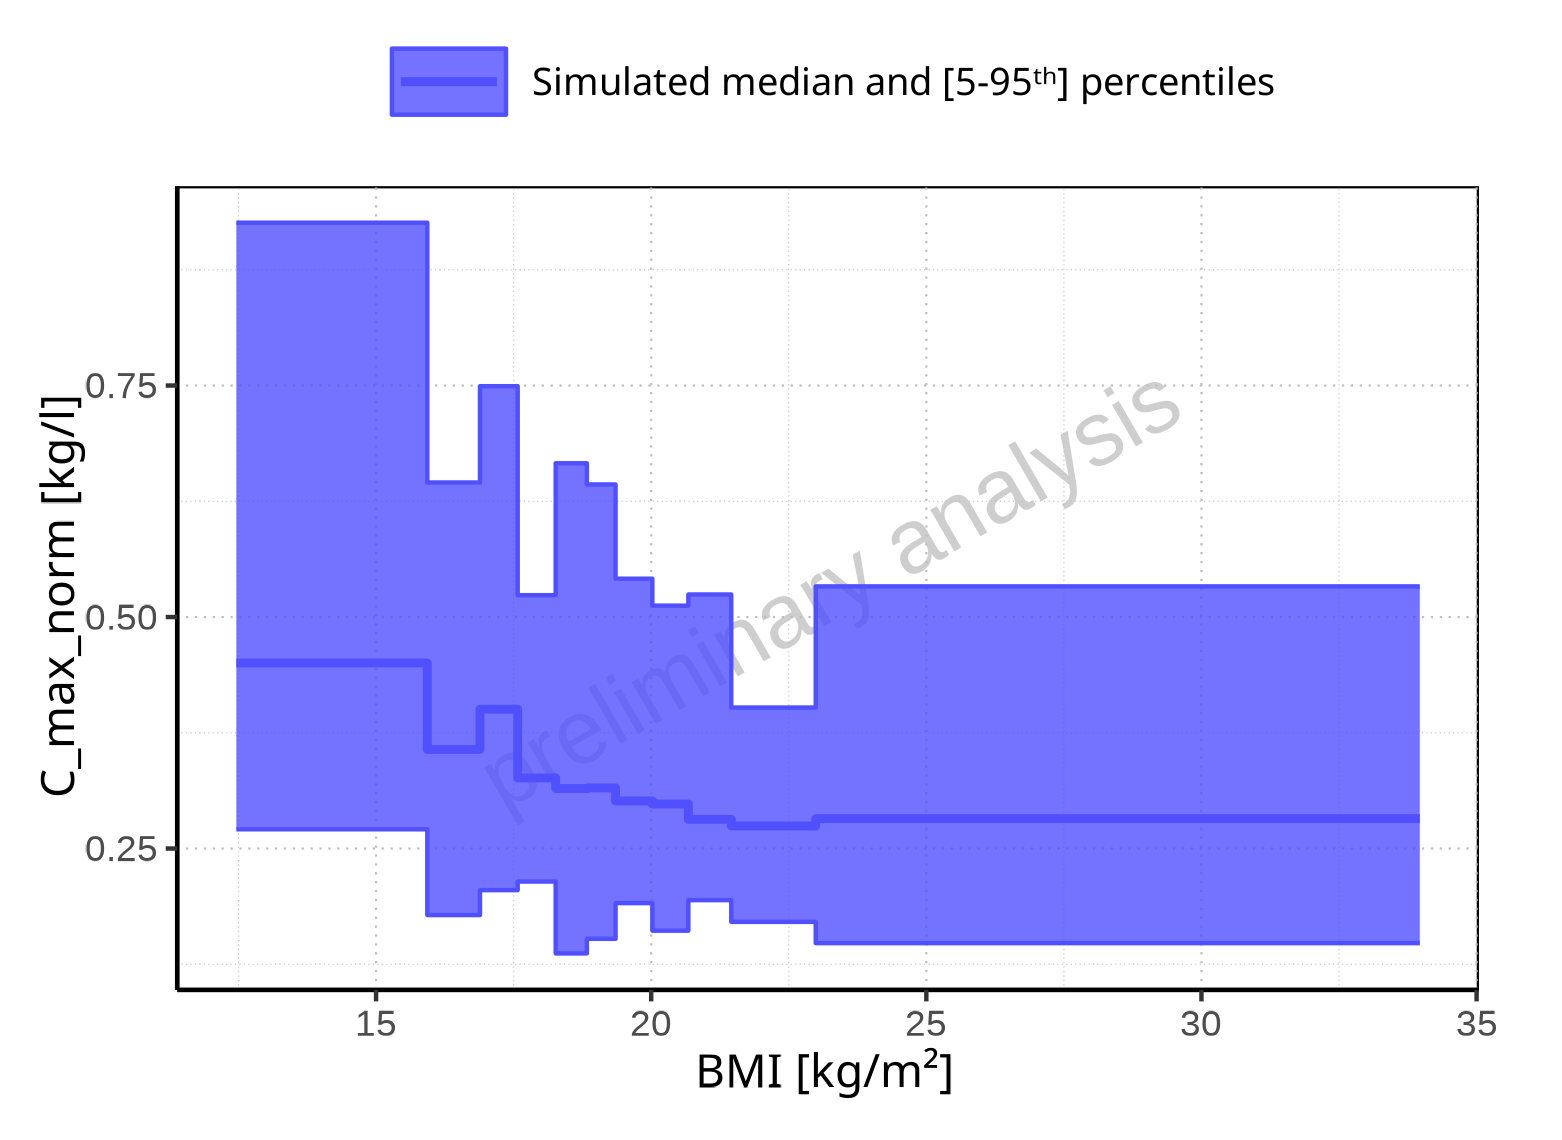 Simulated median and [5-95ᵗʰ] percentiles
C_max_norm [kg/l]
0.75
0.50
0.25
preliminary analysis
15 20 25 30 35
BMI [kg/m²]